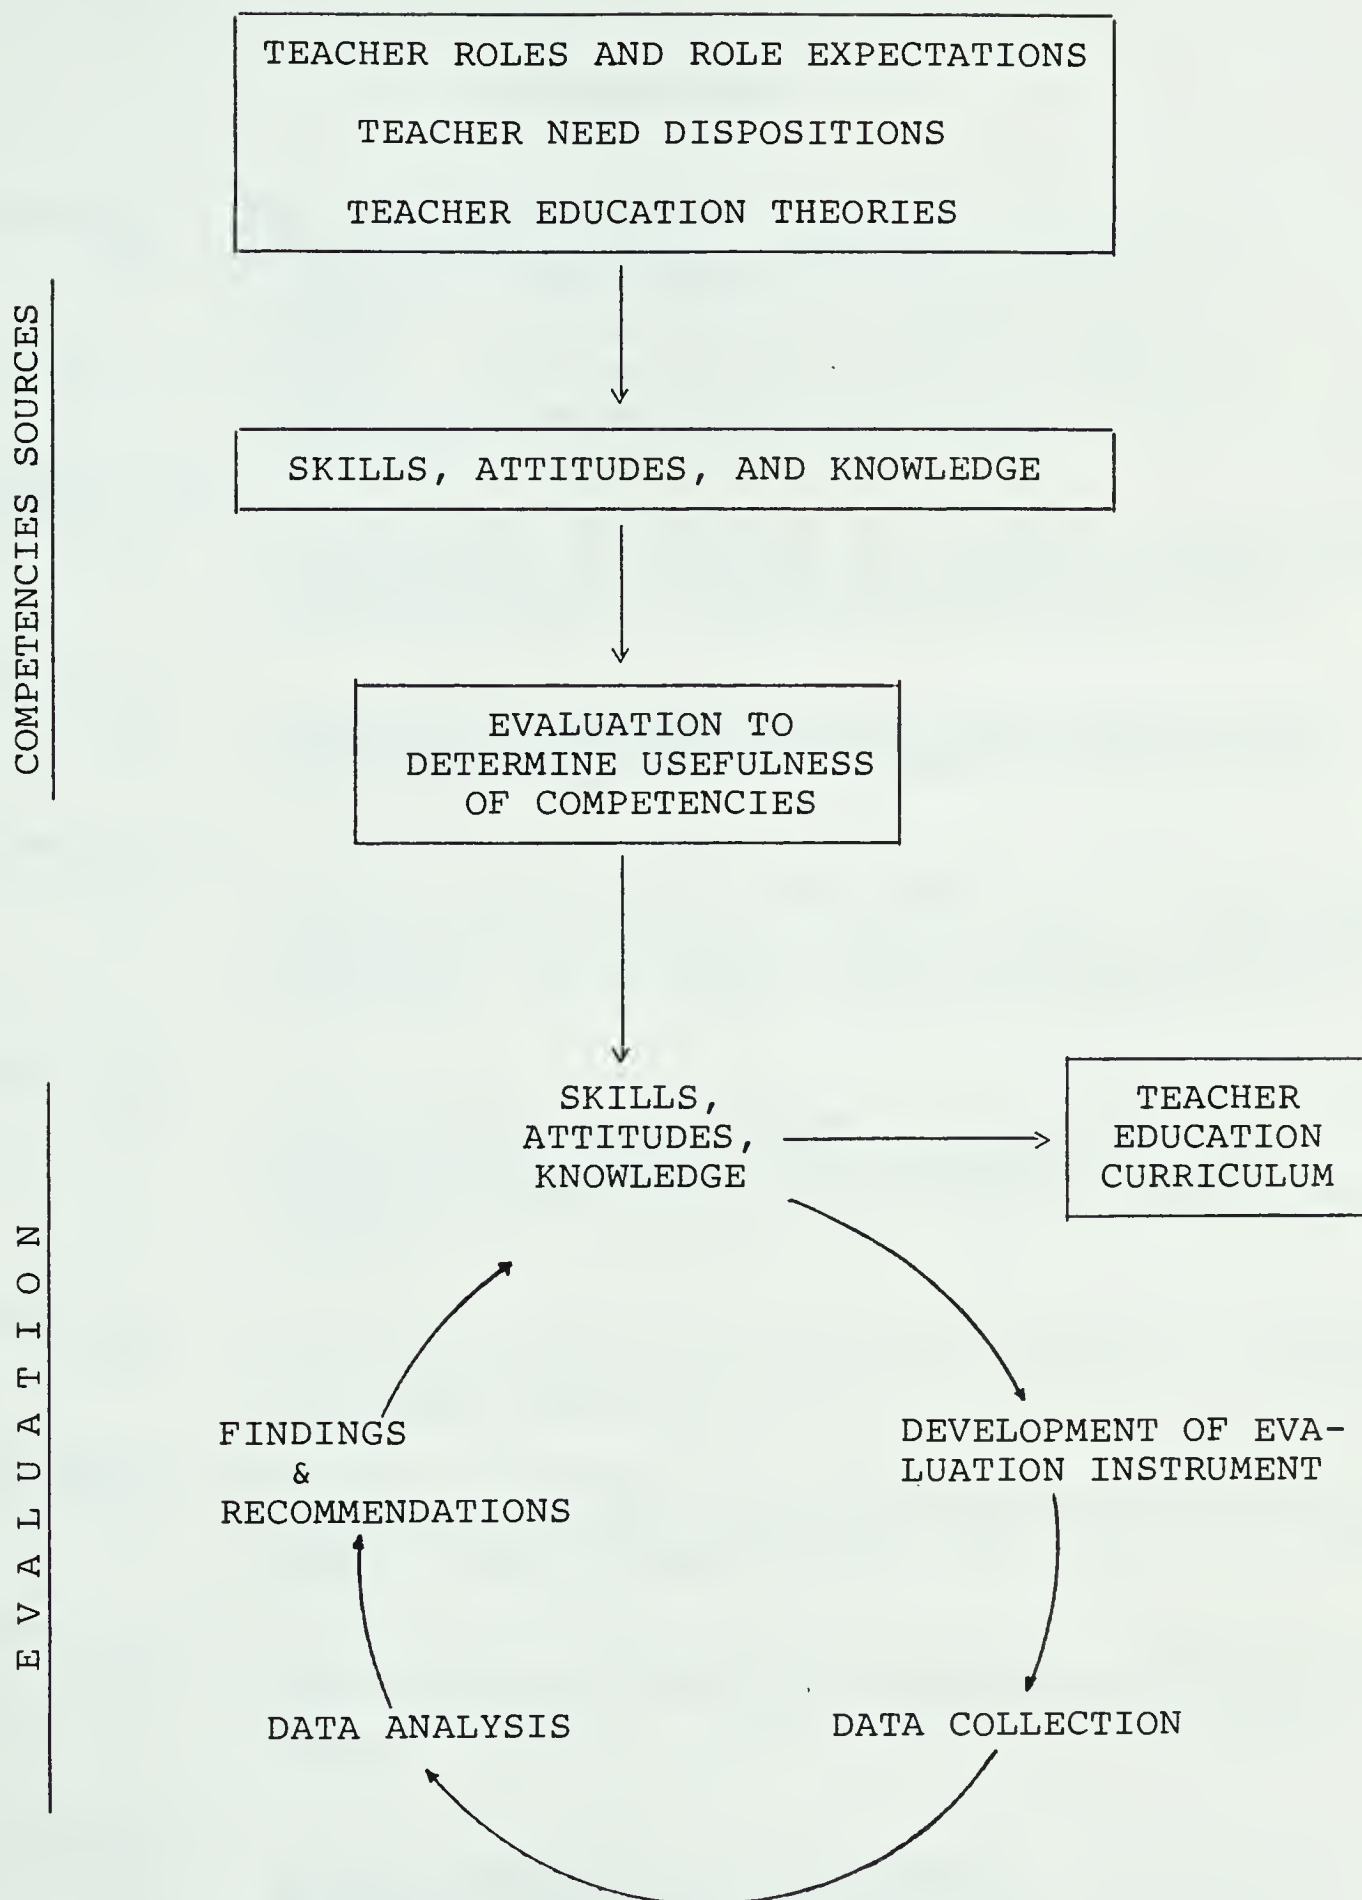 TEACHER ROLES AND ROLE EXPECTATIONS
TEACHER NEED DISPOSITIONS
TEACHER EDUCATION THEORIES
COMPETENCIES SOURCES
SKILLS, ATTITUDES, AND KNOWLEDGE
EVALUATION TO
DETERMINE USEFULNESS
OF COMPETENCIES
EVALUATION
SKILLS,
ATTITUDES,
KNOWLEDGE
TEACHER
EDUCATION
CURRICULUM
DEVELOPMENT OF EVA-
LUATION INSTRUMENT
DATA COLLECTION
DATA ANALYSIS
FINDINGS
&
RECOMMENDATIONS